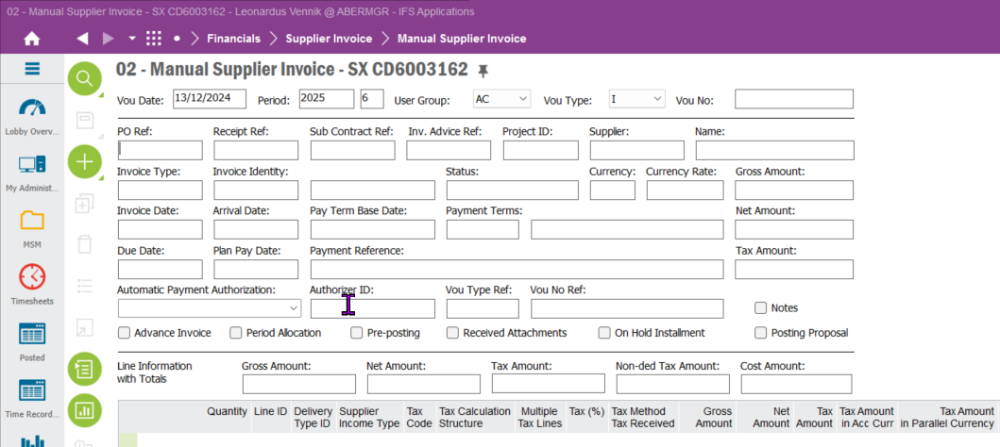 02 - Manual Supplier Invoice - SX CD6003162 - Leonardus Vennik @ ABERMGR - IFS Applications
Financials Supplier Invoice Manual Supplier Invoice
02 - Manual Supplier Invoice - SX CD6003162
Vou Date: 13/12/2024 Period: 2025 6 User Group: AC Vou Type: I Vou No:
PO Ref: Receipt Ref: Sub Contract Ref: Inv. Advice Ref: Project ID: Supplier: Name:
Invoice Type: Invoice Identity: Status: Currency: Currency Rate: Gross Amount:
Invoice Date: Arrival Date: Pay Term Base Date: Payment Terms: Net Amount:
Due Date: Plan Pay Date: Payment Reference: Tax Amount:
Automatic Payment Authorization: Authorizer ID: Vou Type Ref: Vou No Ref:
Notes
Advance Invoice Period Allocation Pre-posting Received Attachments On Hold Installment Posting Proposal
Line Information Gross Amount: Net Amount: Tax Amount: Non-ded Tax Amount: Cost Amount:
with Totals
Quantity Line ID Delivery Supplier Tax Tax Calculation Multiple Tax (%) Tax Method Gross Net Tax Tax Amount Tax Amount
Type ID Income Type Code Structure Tax Lines Tax Received Amount Amount Amount in Acc Curr in Parallel Currency
Lobby Overv...
My Administ...
MSM
Timesheets
Posted
Time Record...